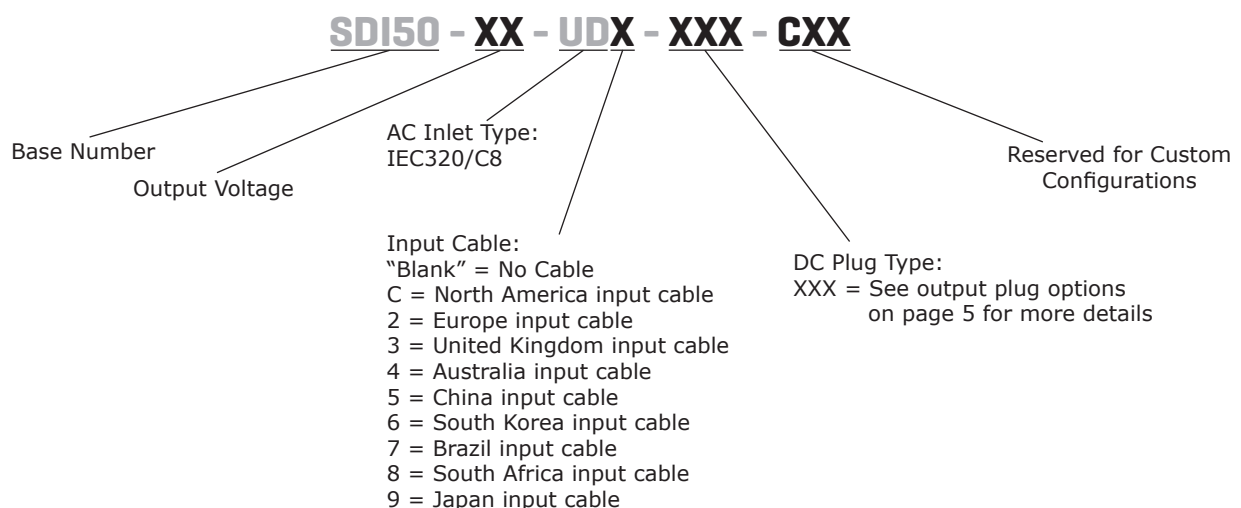 SDI50 - XX - UDX - XXX - CXX
Base Number
Output Voltage
AC Inlet Type:
IEC320/C8
Input Cable:
“Blank” = No Cable
C = North America input cable
2 = Europe input cable
3 = United Kingdom input cable
4 = Australia input cable
5 = China input cable
6 = South Korea input cable
7 = Brazil input cable
8 = South Africa input cable
9 = Japan input cable
DC Plug Type:
XXX = See output plug options
on page 5 for more details
Reserved for Custom
Configurations